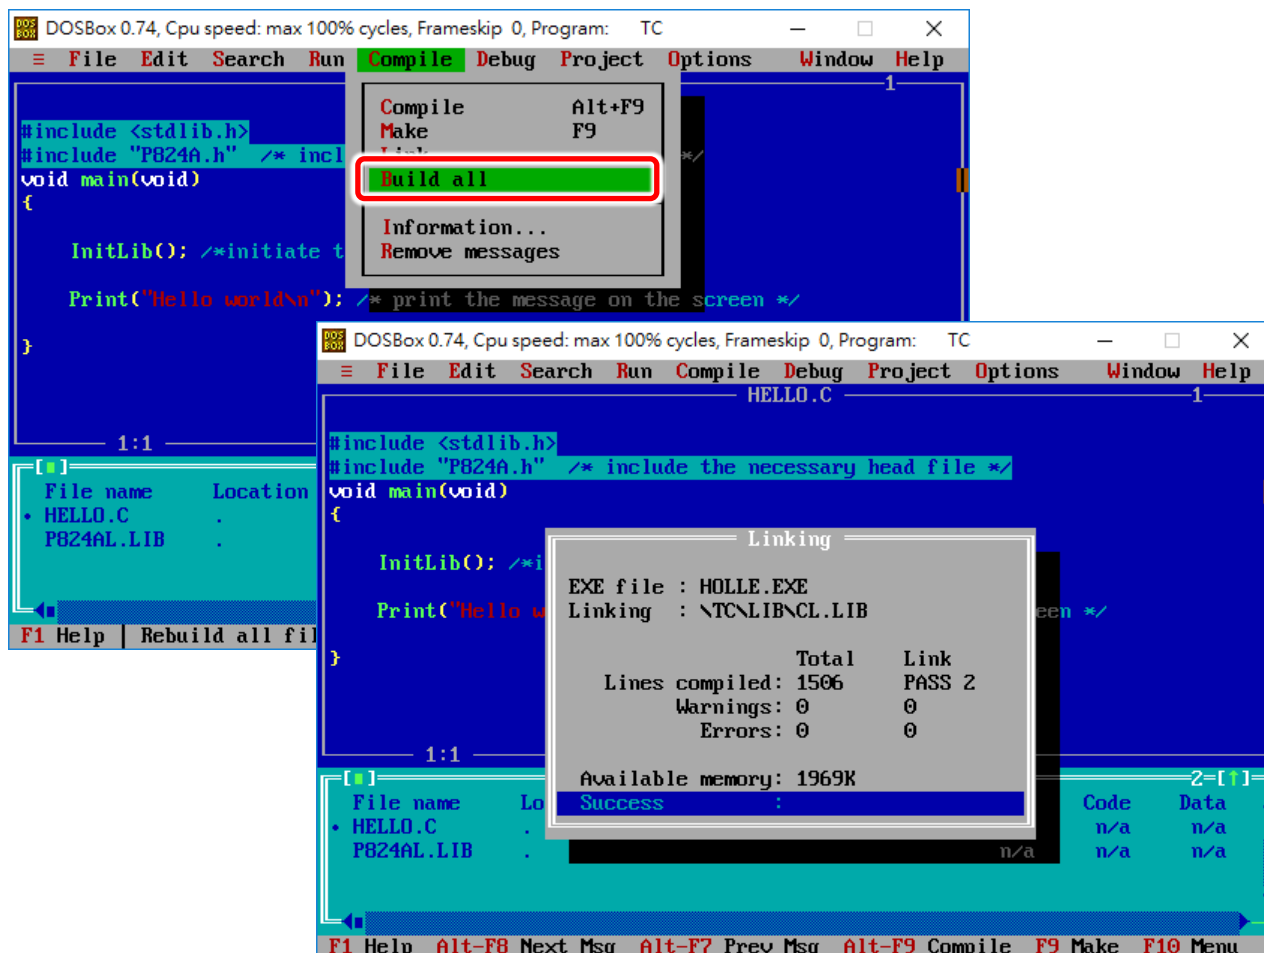 DOSBox 0.74, Cpu speed: max 100% cycles, Frameskip 0, Program: TC
≡ File Edit Search Run Compile Debug Project Options Window Help
1
Compile Alt+F9
Make F9
Link
Build all
Information...
Remove messages
#include <stdlib.h>
#include "P824A.h" /* incl */
void main(void)
{
InitLib(); /*initiate t
Print("Hello world\n"); /* print the message on the screen */
}
1:1
[■]
File name Location
• HELLO.C .
P824AL.LIB .
F1 Help | Rebuild all fil
DOSBox 0.74, Cpu speed: max 100% cycles, Frameskip 0, Program: TC
≡ File Edit Search Run Compile Debug Project Options Window Help
HELLO.C 1
#include <stdlib.h>
#include "P824A.h" /* include the necessary head file */
void main(void)
{
InitLib(); /*i
Print("Hello w een */
}
1:1
Linking
EXE file : HOLLE.EXE
Linking : \TC\LIB\CL.LIB
Total Link
Lines compiled: 1506 PASS 2
Warnings: 0 0
Errors: 0 0
Available memory: 1969K
Success :
[■] 2=[↑]
File name Lo Code Data
• HELLO.C . n/a n/a
P824AL.LIB . n/a n/a n/a
F1 Help Alt-F8 Next Msg Alt-F7 Prev Msg Alt-F9 Compile F9 Make F10 Menu